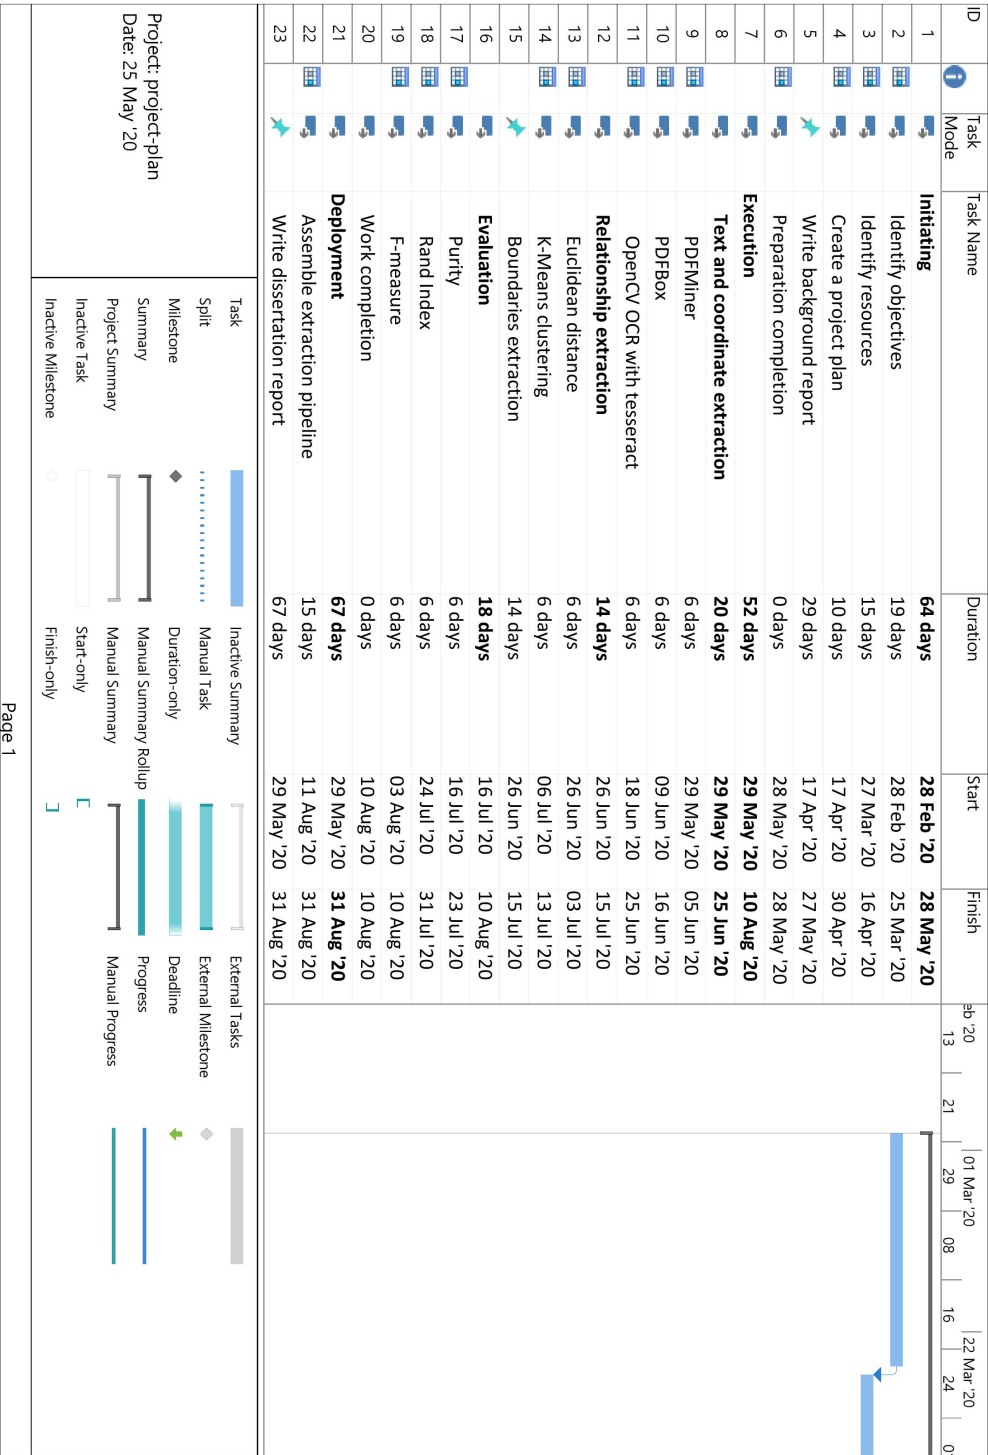 ID Task Mode Task Name Duration Start Finish
eb '20 01 Mar '20 22 Mar '20
13 21 29 08 16 24
1 Initiating 64 days 28 Feb '20 28 May '20
2 Identify objectives 19 days 28 Feb '20 25 Mar '20
3 Identify resources 15 days 27 Mar '20 16 Apr '20
4 Create a project plan 10 days 17 Apr '20 30 Apr '20
5 Write background report 29 days 17 Apr '20 27 May '20
6 Preparation completion 0 days 28 May '20 28 May '20
7 Execution 52 days 29 May '20 10 Aug '20
8 Text and coordinate extraction 20 days 29 May '20 25 Jun '20
9 PDFMiner 6 days 29 May '20 05 Jun '20
10 PDFBox 6 days 09 Jun '20 16 Jun '20
11 OpenCV OCR with tesseract 6 days 18 Jun '20 25 Jun '20
12 Relationship extraction 14 days 26 Jun '20 15 Jul '20
13 Euclidean distance 6 days 26 Jun '20 03 Jul '20
14 K-Means clustering 6 days 06 Jul '20 13 Jul '20
15 Boundaries extraction 14 days 26 Jun '20 15 Jul '20
16 Evaluation 18 days 16 Jul '20 10 Aug '20
17 Purity 6 days 16 Jul '20 23 Jul '20
18 Rand Index 6 days 24 Jul '20 31 Jul '20
19 F-measure 6 days 03 Aug '20 10 Aug '20
20 Work completion 0 days 10 Aug '20 10 Aug '20
21 Deployment 67 days 29 May '20 31 Aug '20
22 Assemble extraction pipeline 15 days 11 Aug '20 31 Aug '20
23 Write dissertation report 67 days 29 May '20 31 Aug '20
Project: project-plan
Date: 25 May '20
Task Inactive Summary External Tasks
Split Manual Task External Milestone
Milestone Duration-only Deadline
Summary Manual Summary Rollup Progress
Project Summary Manual Summary Manual Progress
Inactive Task Start-only
Inactive Milestone Finish-only
Page 1